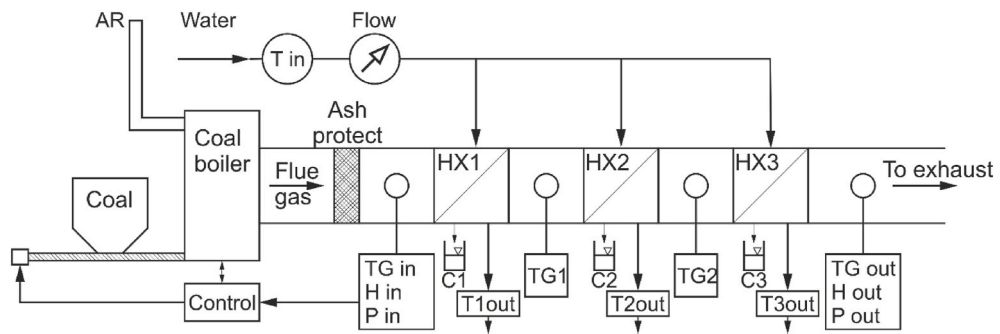 AR
Water
Flow
T in
Ash
protect
Coal
boiler
HX1
HX2
HX3
To exhaust
Flue
gas
Coal
C1
C2
C3
TG in
H in
P in
TG1
TG2
TG out
H out
P out
Control
T1out
T2out
T3out